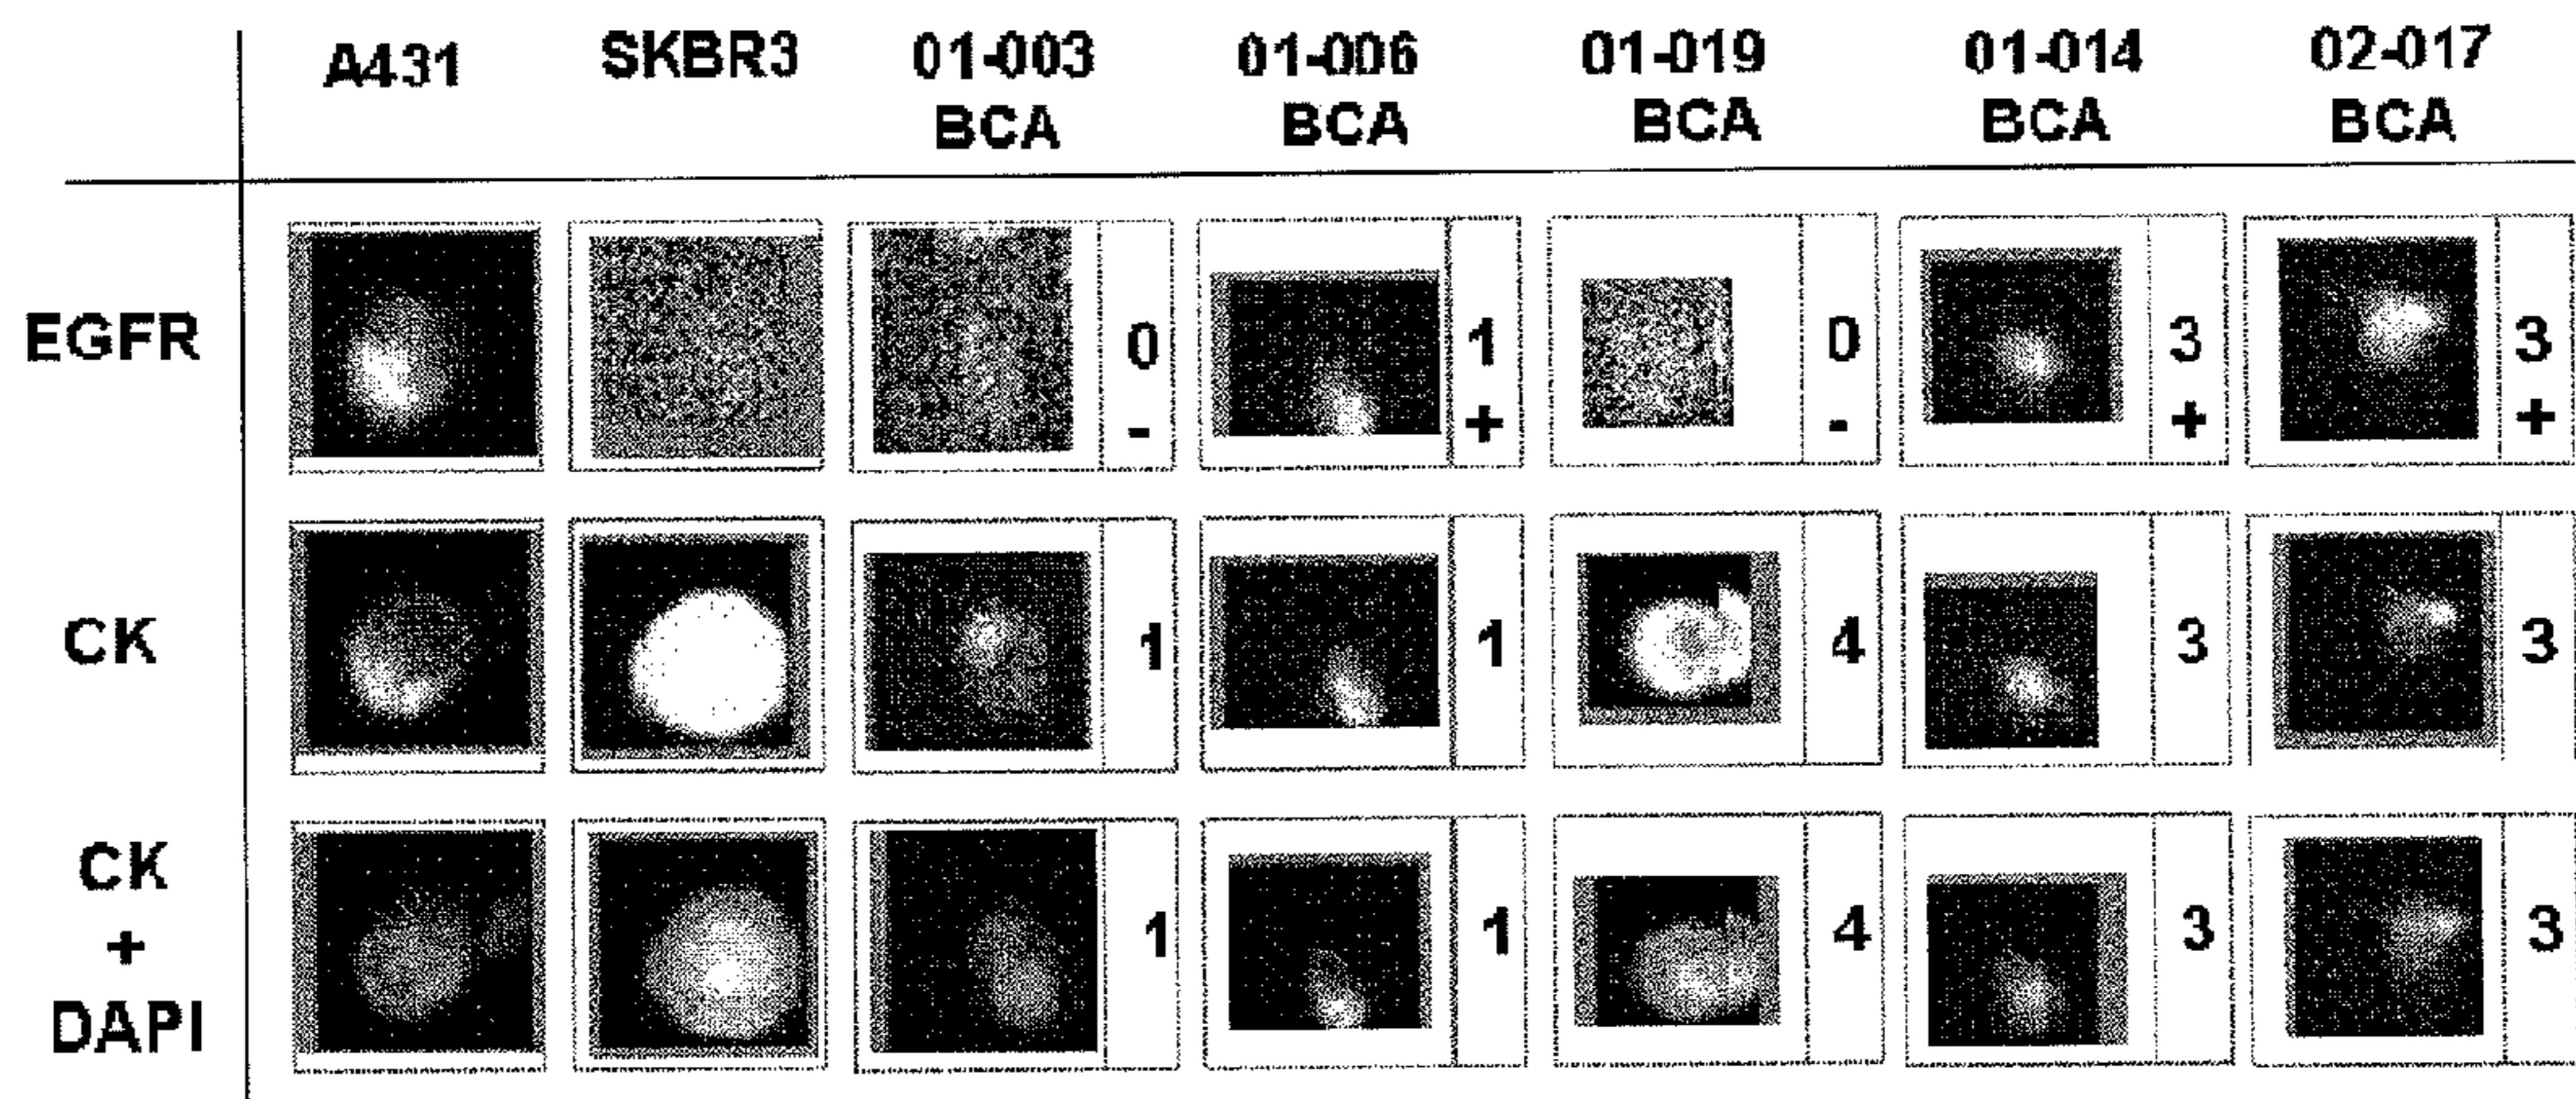 A431 SKBR3 01-003 01-006 01-019 01-014 02-017
BCA BCA BCA BCA BCA
EGFR 0 1 0 3 3
- + - + +
CK 1 1 4 3 3
CK
+ 1 1 4 3 3
DAPI